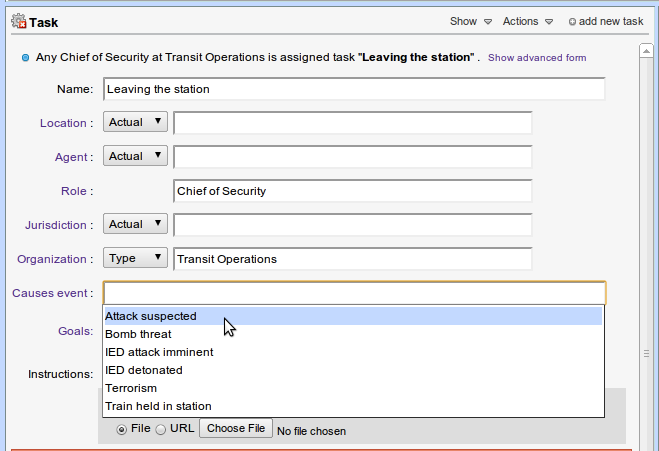 Task Show Actions add new task
Any Chief of Security at Transit Operations is assigned task "Leaving the station" . Show advanced form
Name: Leaving the station
Location : Actual
Agent : Actual
Role : Chief of Security
Jurisdiction : Actual
Organization : Type Transit Operations
Causes event :
Attack suspected
Bomb threat
Goals: IED attack imminent
IED detonated
Instructions: Terrorism
Train held in station
File URL Choose File No file chosen